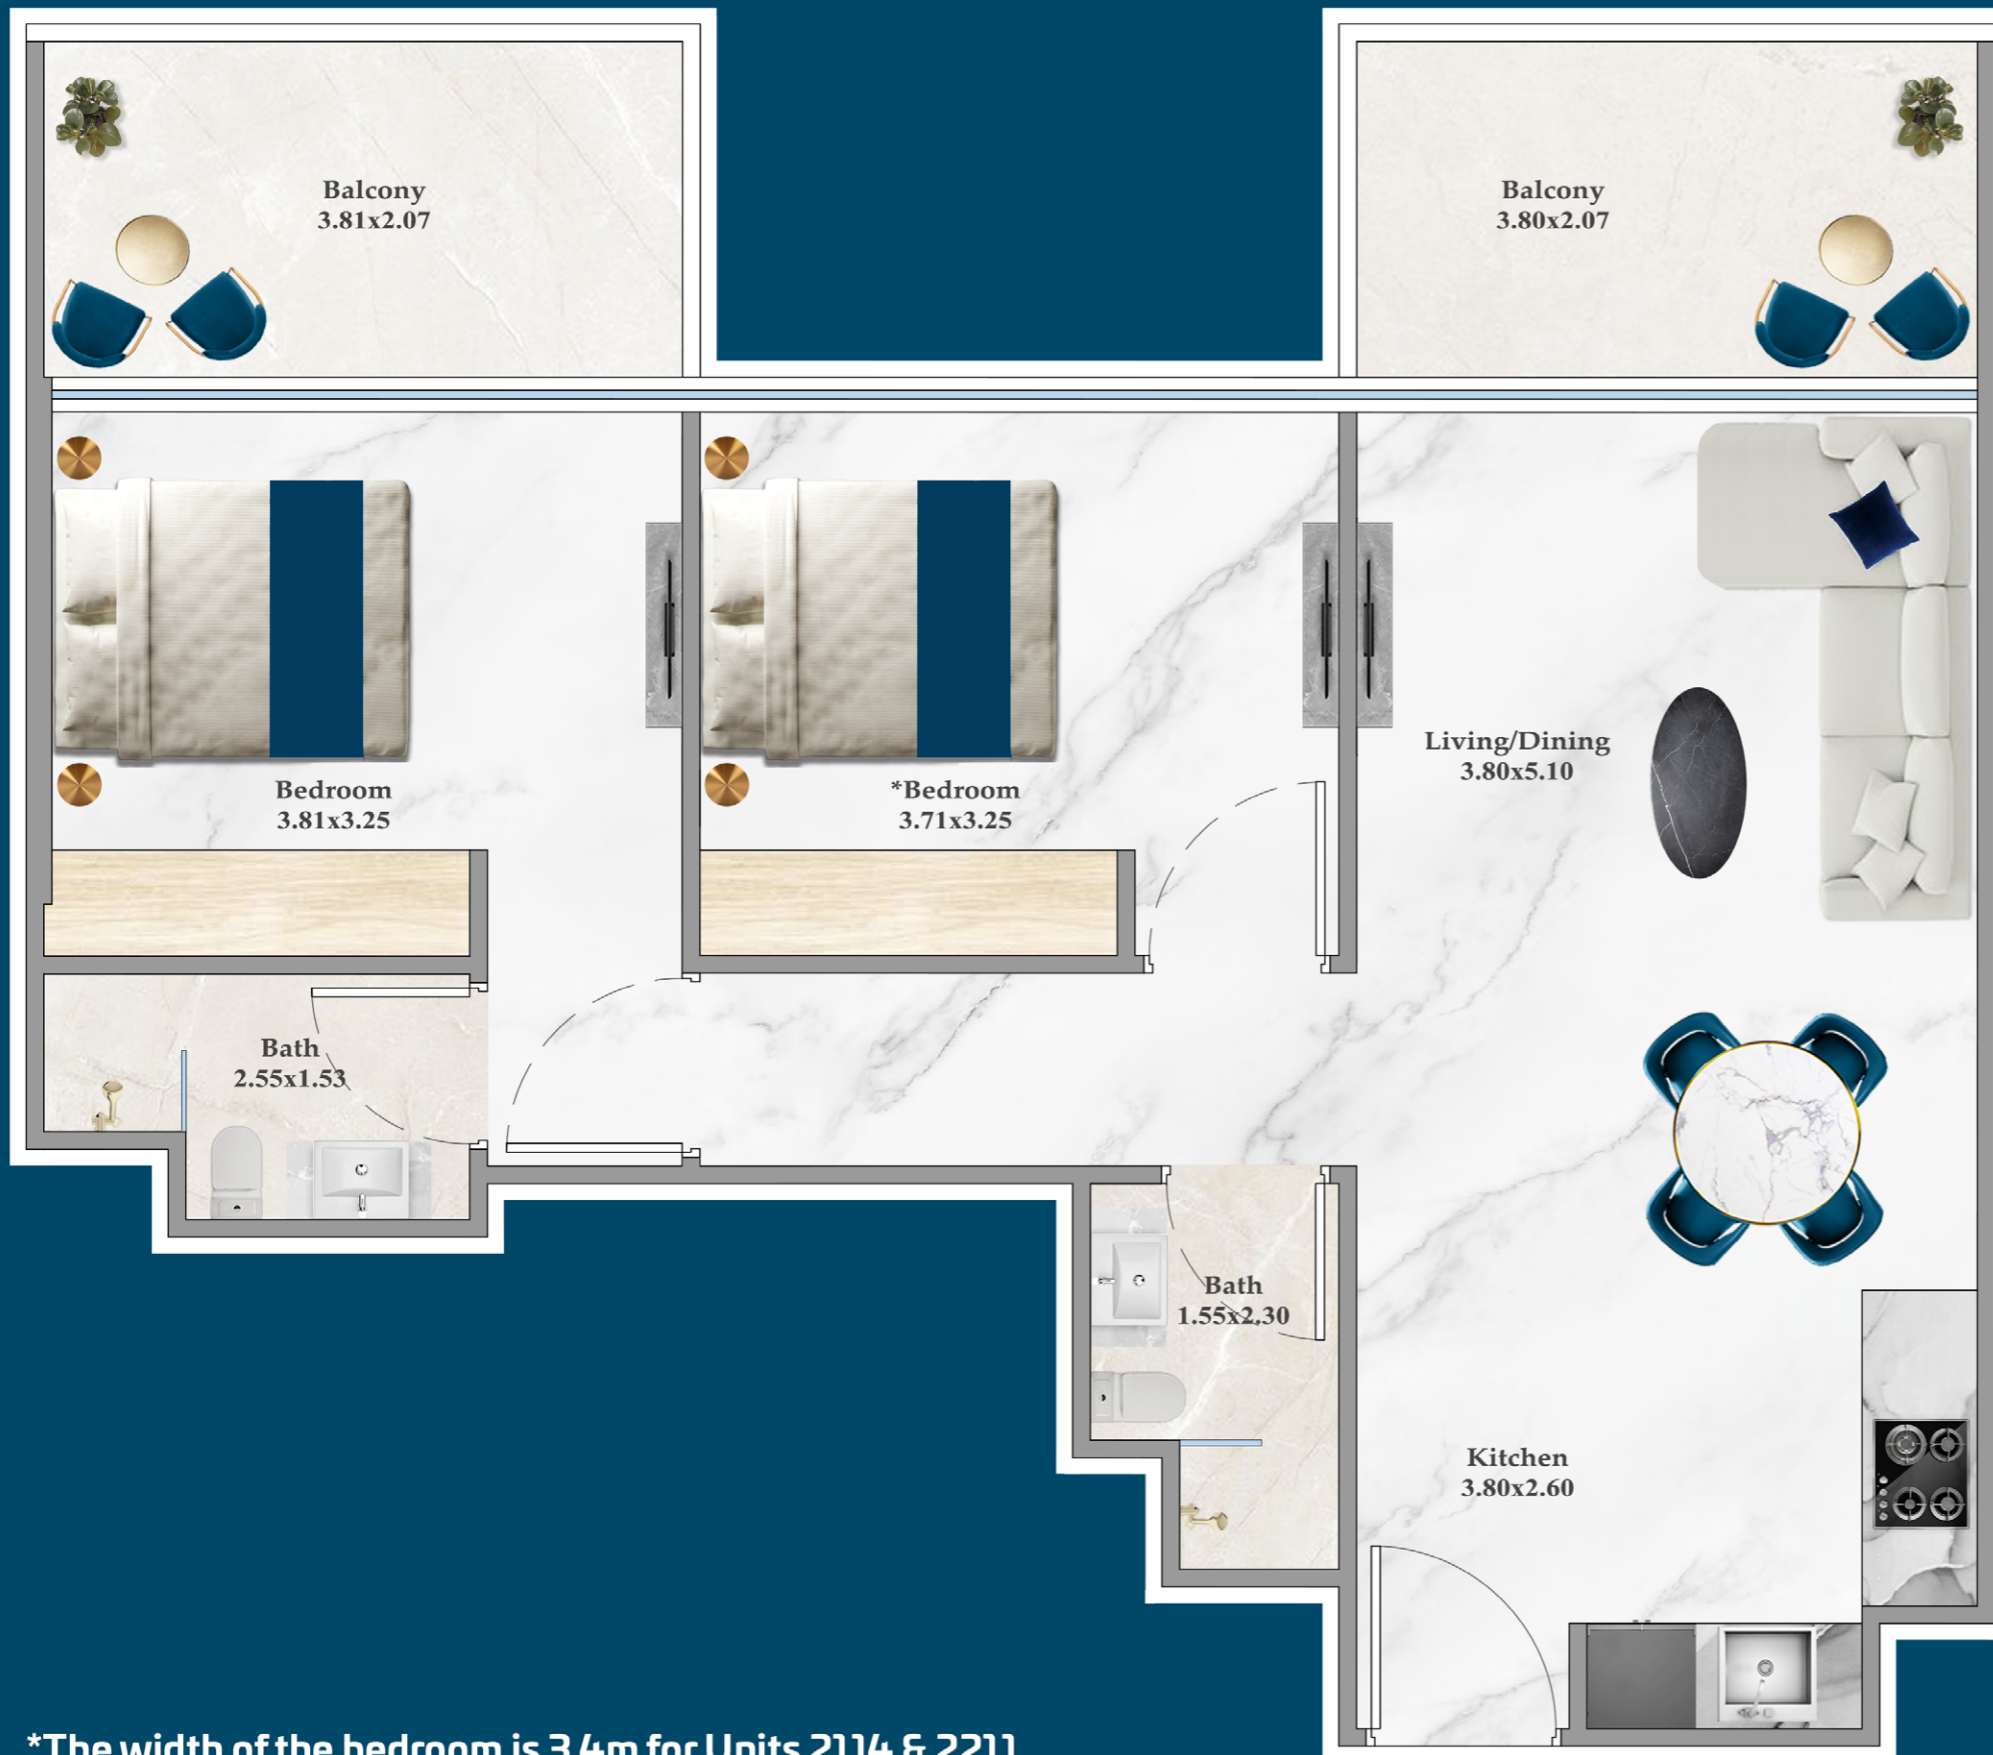 Balcony
3.81x2.07
Balcony
3.80x2.07
Living/Dining
3.80x5.10
Bedroom
3.81x3.25
*Bedroom
3.71x3.25
Bath
2.55x1.53
Bath
1.55x2.30
Kitchen
3.80x2.60
*The width of the bedroom is 3.4m for Units 2114 & 2211